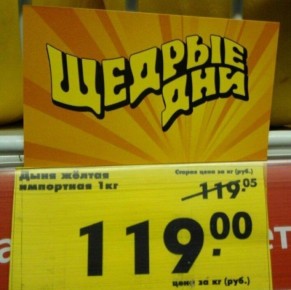 ЩЕДРЫЕ
ДНИ
Дыня жёлтая
импортная 1кг
Старая цена за кг (руб.)
119.05
119.00
цена за кг (руб.)